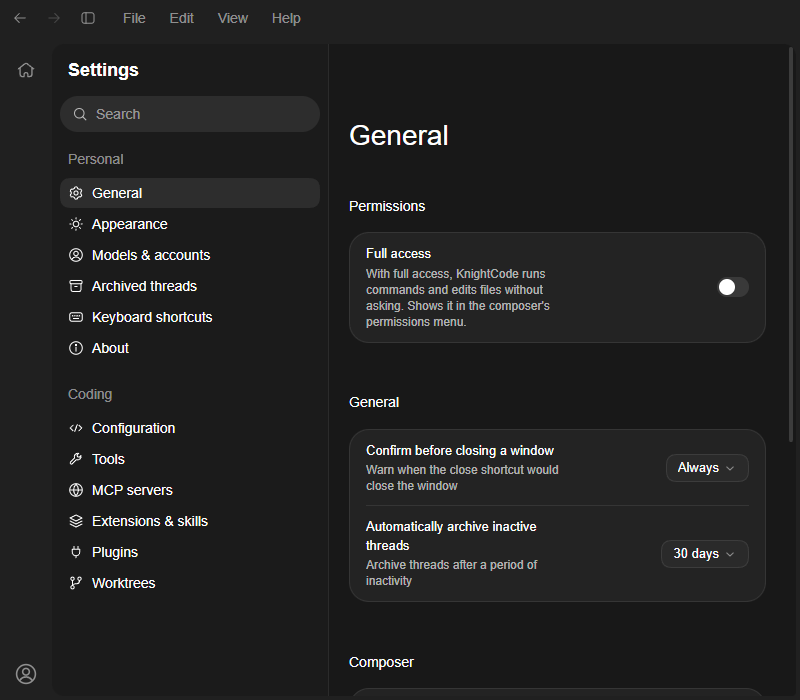 File Edit View Help
Settings
Search
Personal
General
Appearance
Models & accounts
Archived threads
Keyboard shortcuts
About
Coding
Configuration
Tools
MCP servers
Extensions & skills
Plugins
Worktrees
General
Permissions
Full access
With full access, KnightCode runs
commands and edits files without
asking. Shows it in the composer's
permissions menu.
General
Confirm before closing a window
Warn when the close shortcut would
close the window
Always
Automatically archive inactive
threads
Archive threads after a period of
inactivity
30 days
Composer